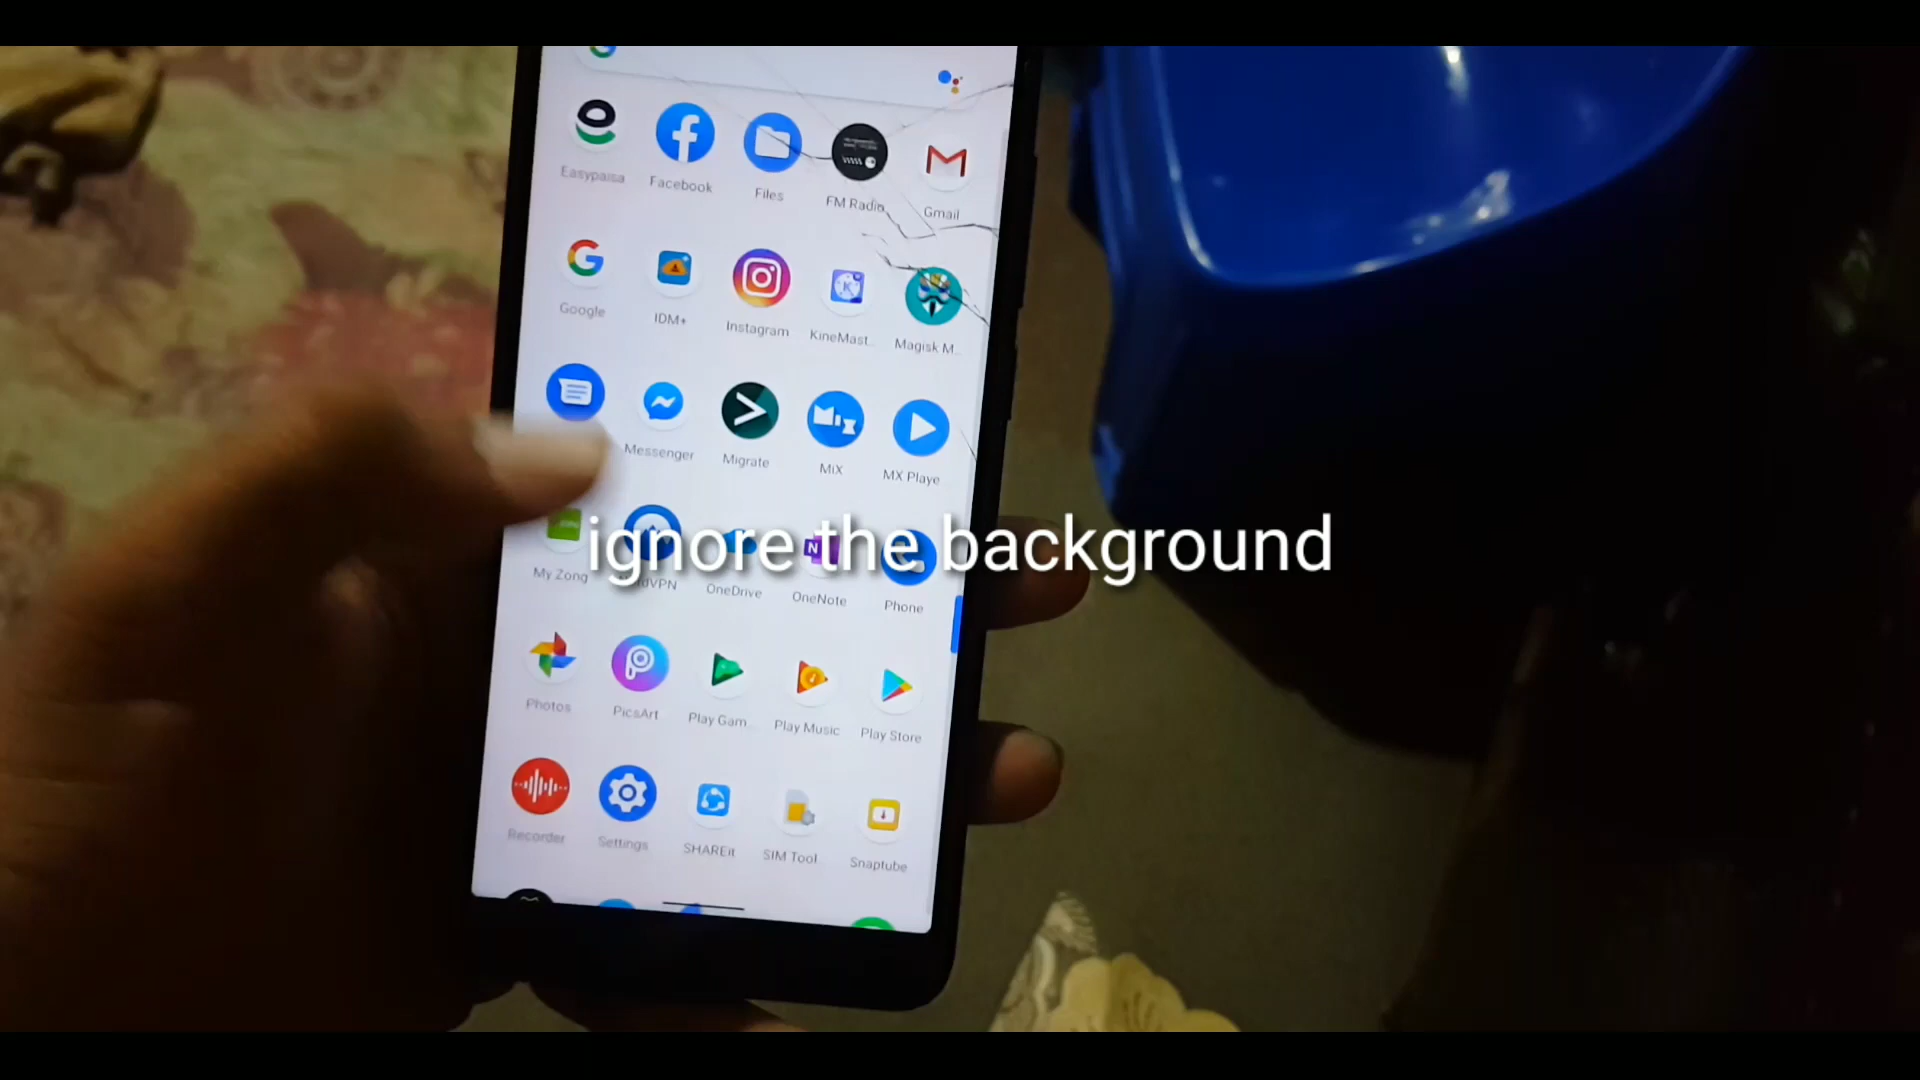 Easypaisa
Facebook
Files
FM Radio
Gmail
Google
IDM+
Instagram
KineMast..
Magisk M...
Messenger
Migrate
MiX
MX Playe
ignore the background
My Zong
OneDrive
OneNote
Phone
Photos
PicsArt
Play Gam...
Play Music
Play Store
Recorder
Settings
SHAREit
SIM Tool
Snaptube